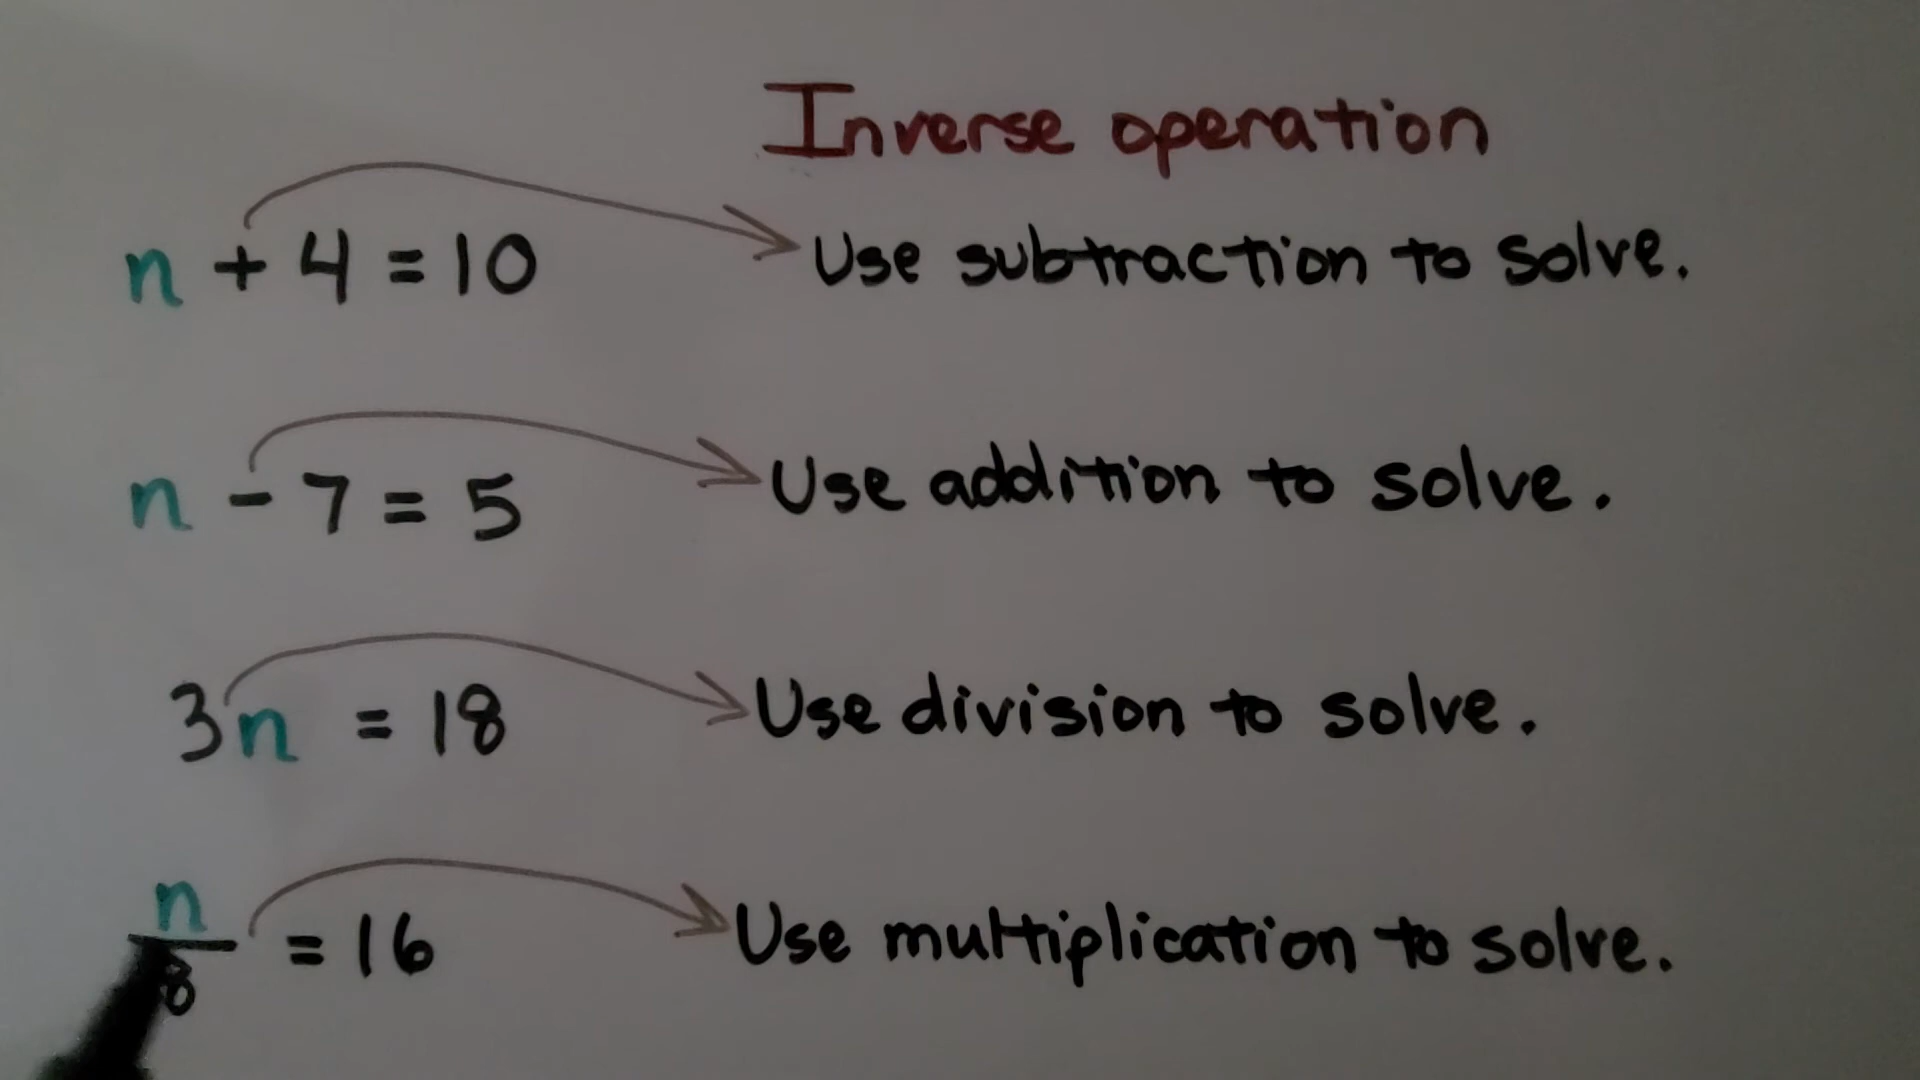 Inverse operation
n + 4 = 10 Use subtraction to solve.
n - 7 = 5 Use addition to solve.
3n = 18 Use division to solve.
n/8 = 16 Use multiplication to solve.